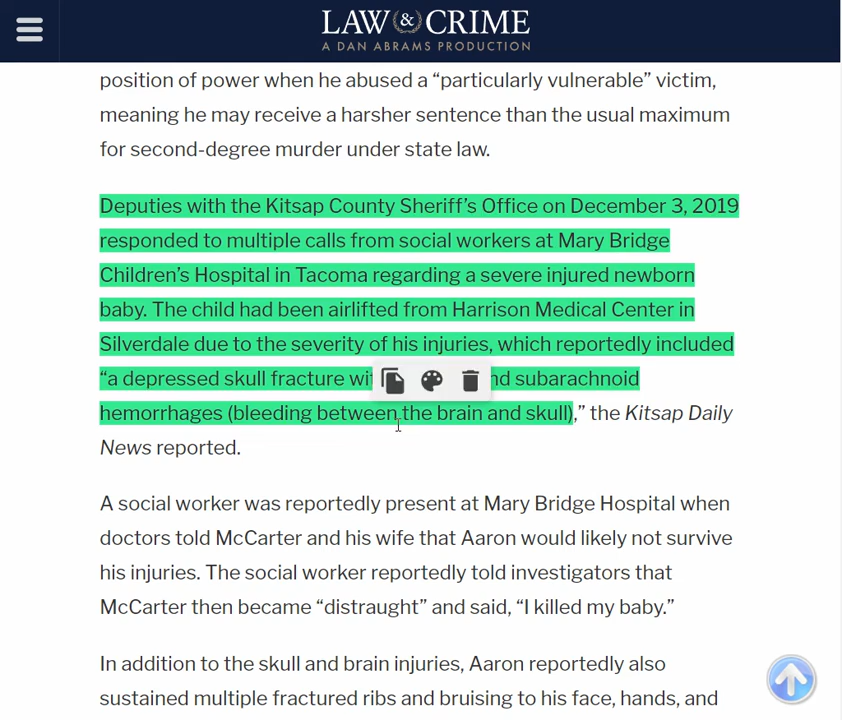 LAW & CRIME
A DAN ABRAMS PRODUCTION
position of power when he abused a “particularly vulnerable” victim,
meaning he may receive a harsher sentence than the usual maximum
for second-degree murder under state law.
Deputies with the Kitsap County Sheriff’s Office on December 3, 2019
responded to multiple calls from social workers at Mary Bridge
Children’s Hospital in Tacoma regarding a severe injured newborn
baby. The child had been airlifted from Harrison Medical Center in
Silverdale due to the severity of his injuries, which reportedly included
“a depressed skull fracture subarachnoid
hemorrhages (bleeding between the brain and skull),” the Kitsap Daily
News reported.
A social worker was reportedly present at Mary Bridge Hospital when
doctors told McCarter and his wife that Aaron would likely not survive
his injuries. The social worker reportedly told investigators that
McCarter then became “distraught” and said, “I killed my baby.”
In addition to the skull and brain injuries, Aaron reportedly also
sustained multiple fractured ribs and bruising to his face, hands, and